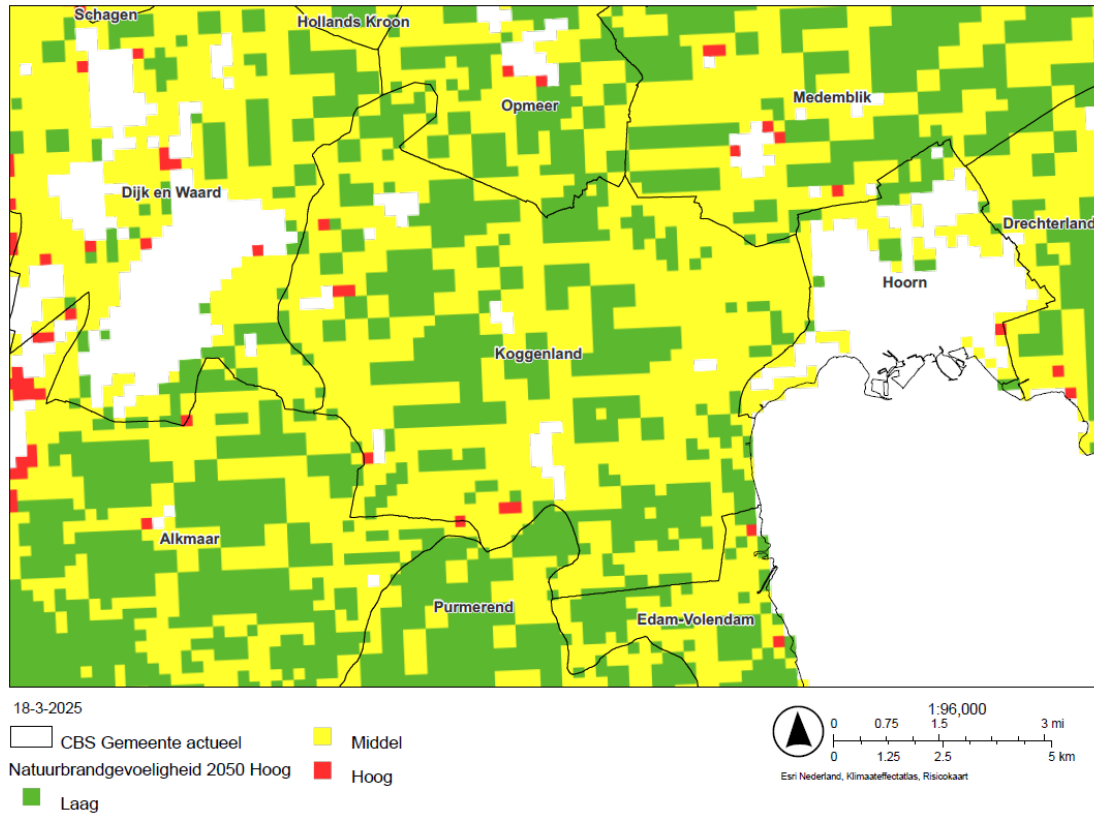 Schagen
Hollands Kroon
Opmeer
Medemblik
Dijk en Waard
Drechterland
Hoorn
Koggenland
Alkmaar
Purmerend
Edam-Volendam
18-3-2025
CBS Gemeente actueel
Natuurbrandgevoeligheid 2050 Hoog
Laag
Middel
Hoog
1:96,000
0 0.75 1.5 3 mi
0 1.25 2.5 5 km
Esri Nederland, Klimaateffectatlas, Risicokaart